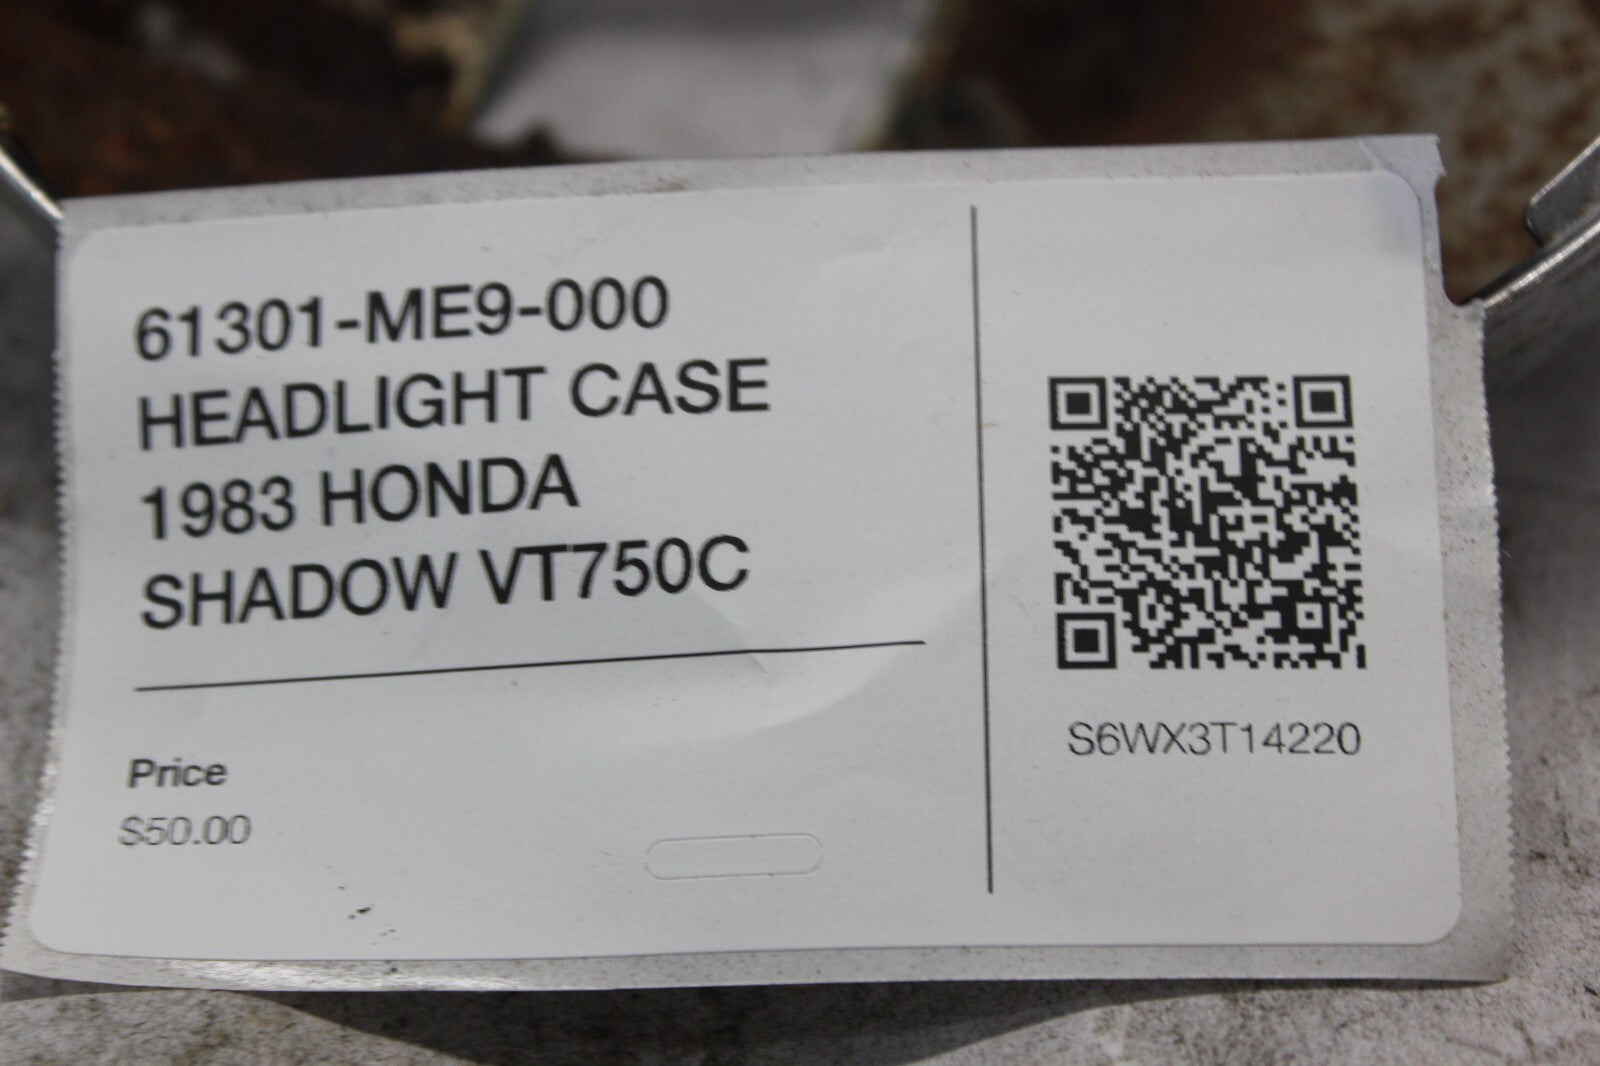 61301-ME9-000
HEADLIGHT CASE
1983 HONDA
SHADOW VT750C
Price
$50.00
S6WX3T14220